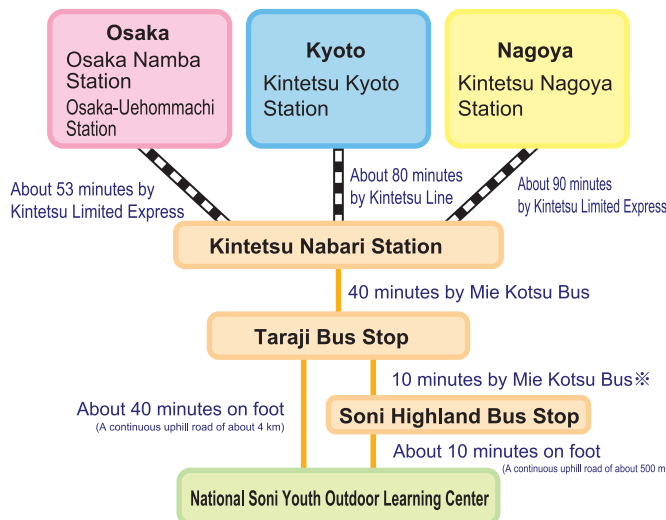 Osaka
Osaka Namba
Station
Osaka-Uehommachi
Station
Kyoto
Kintetsu Kyoto
Station
Nagoya
Kintetsu Nagoya
Station
About 53 minutes by
Kintetsu Limited Express
About 80 minutes
by Kintetsu Line
About 90 minutes
by Kintetsu Limited Express
Kintetsu Nabari Station
40 minutes by Mie Kotsu Bus
Taraji Bus Stop
10 minutes by Mie Kotsu Bus※
About 40 minutes on foot
(A continuous uphill road of about 4 km)
Soni Highland Bus Stop
About 10 minutes on foot
(A continuous uphill road of about 500 m
National Soni Youth Outdoor Learning Center